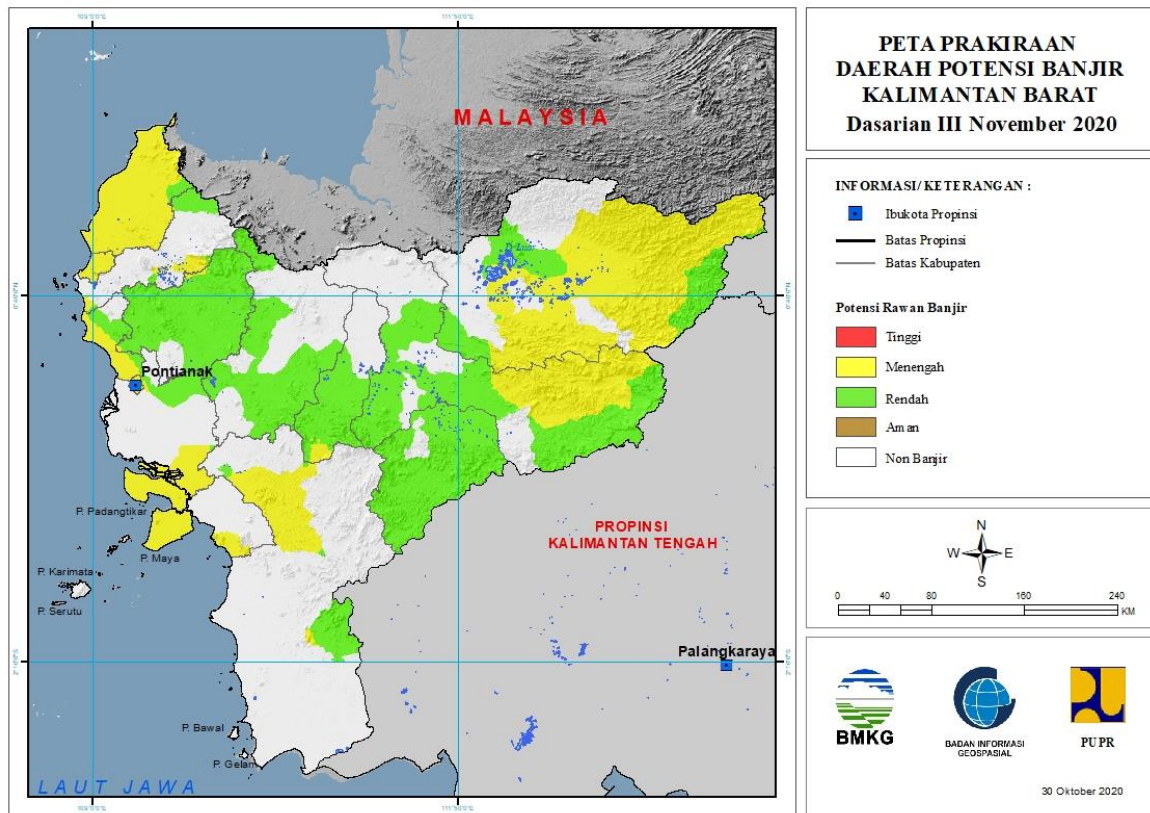 MALAYSIA
Pontianak
P. Padangtikar
P. Maya
P. Karimata
P. Serutu
PROPINSI
KALIMANTAN TENGAH
Palangkaraya
P. Bawal
P. Gelam
LAUT JAWA
PETA PRAKIRAAN
DAERAH POTENSI BANJIR
KALIMANTAN BARAT
Dasarian III November 2020
INFORMASI/ KETERANGAN :
Ibukota Propinsi
Batas Propinsi
Batas Kabupaten
Potensi Rawan Banjir
Tinggi
Menengah
Rendah
Aman
Non Banjir
N
W E
S
0 40 80 160 240
KM
BMKG
BADAN INFORMASI
GEOSPASIAL
PUPR
30 Oktober 2020